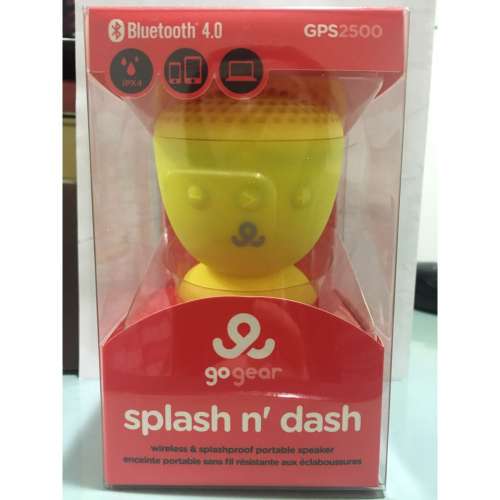 Bluetooth® 4.0
GPS2500
IPX4
gogear
splash n' dash
wireless & splashproof portable speaker
enceinte portable sans fil résistante aux éclaboussures